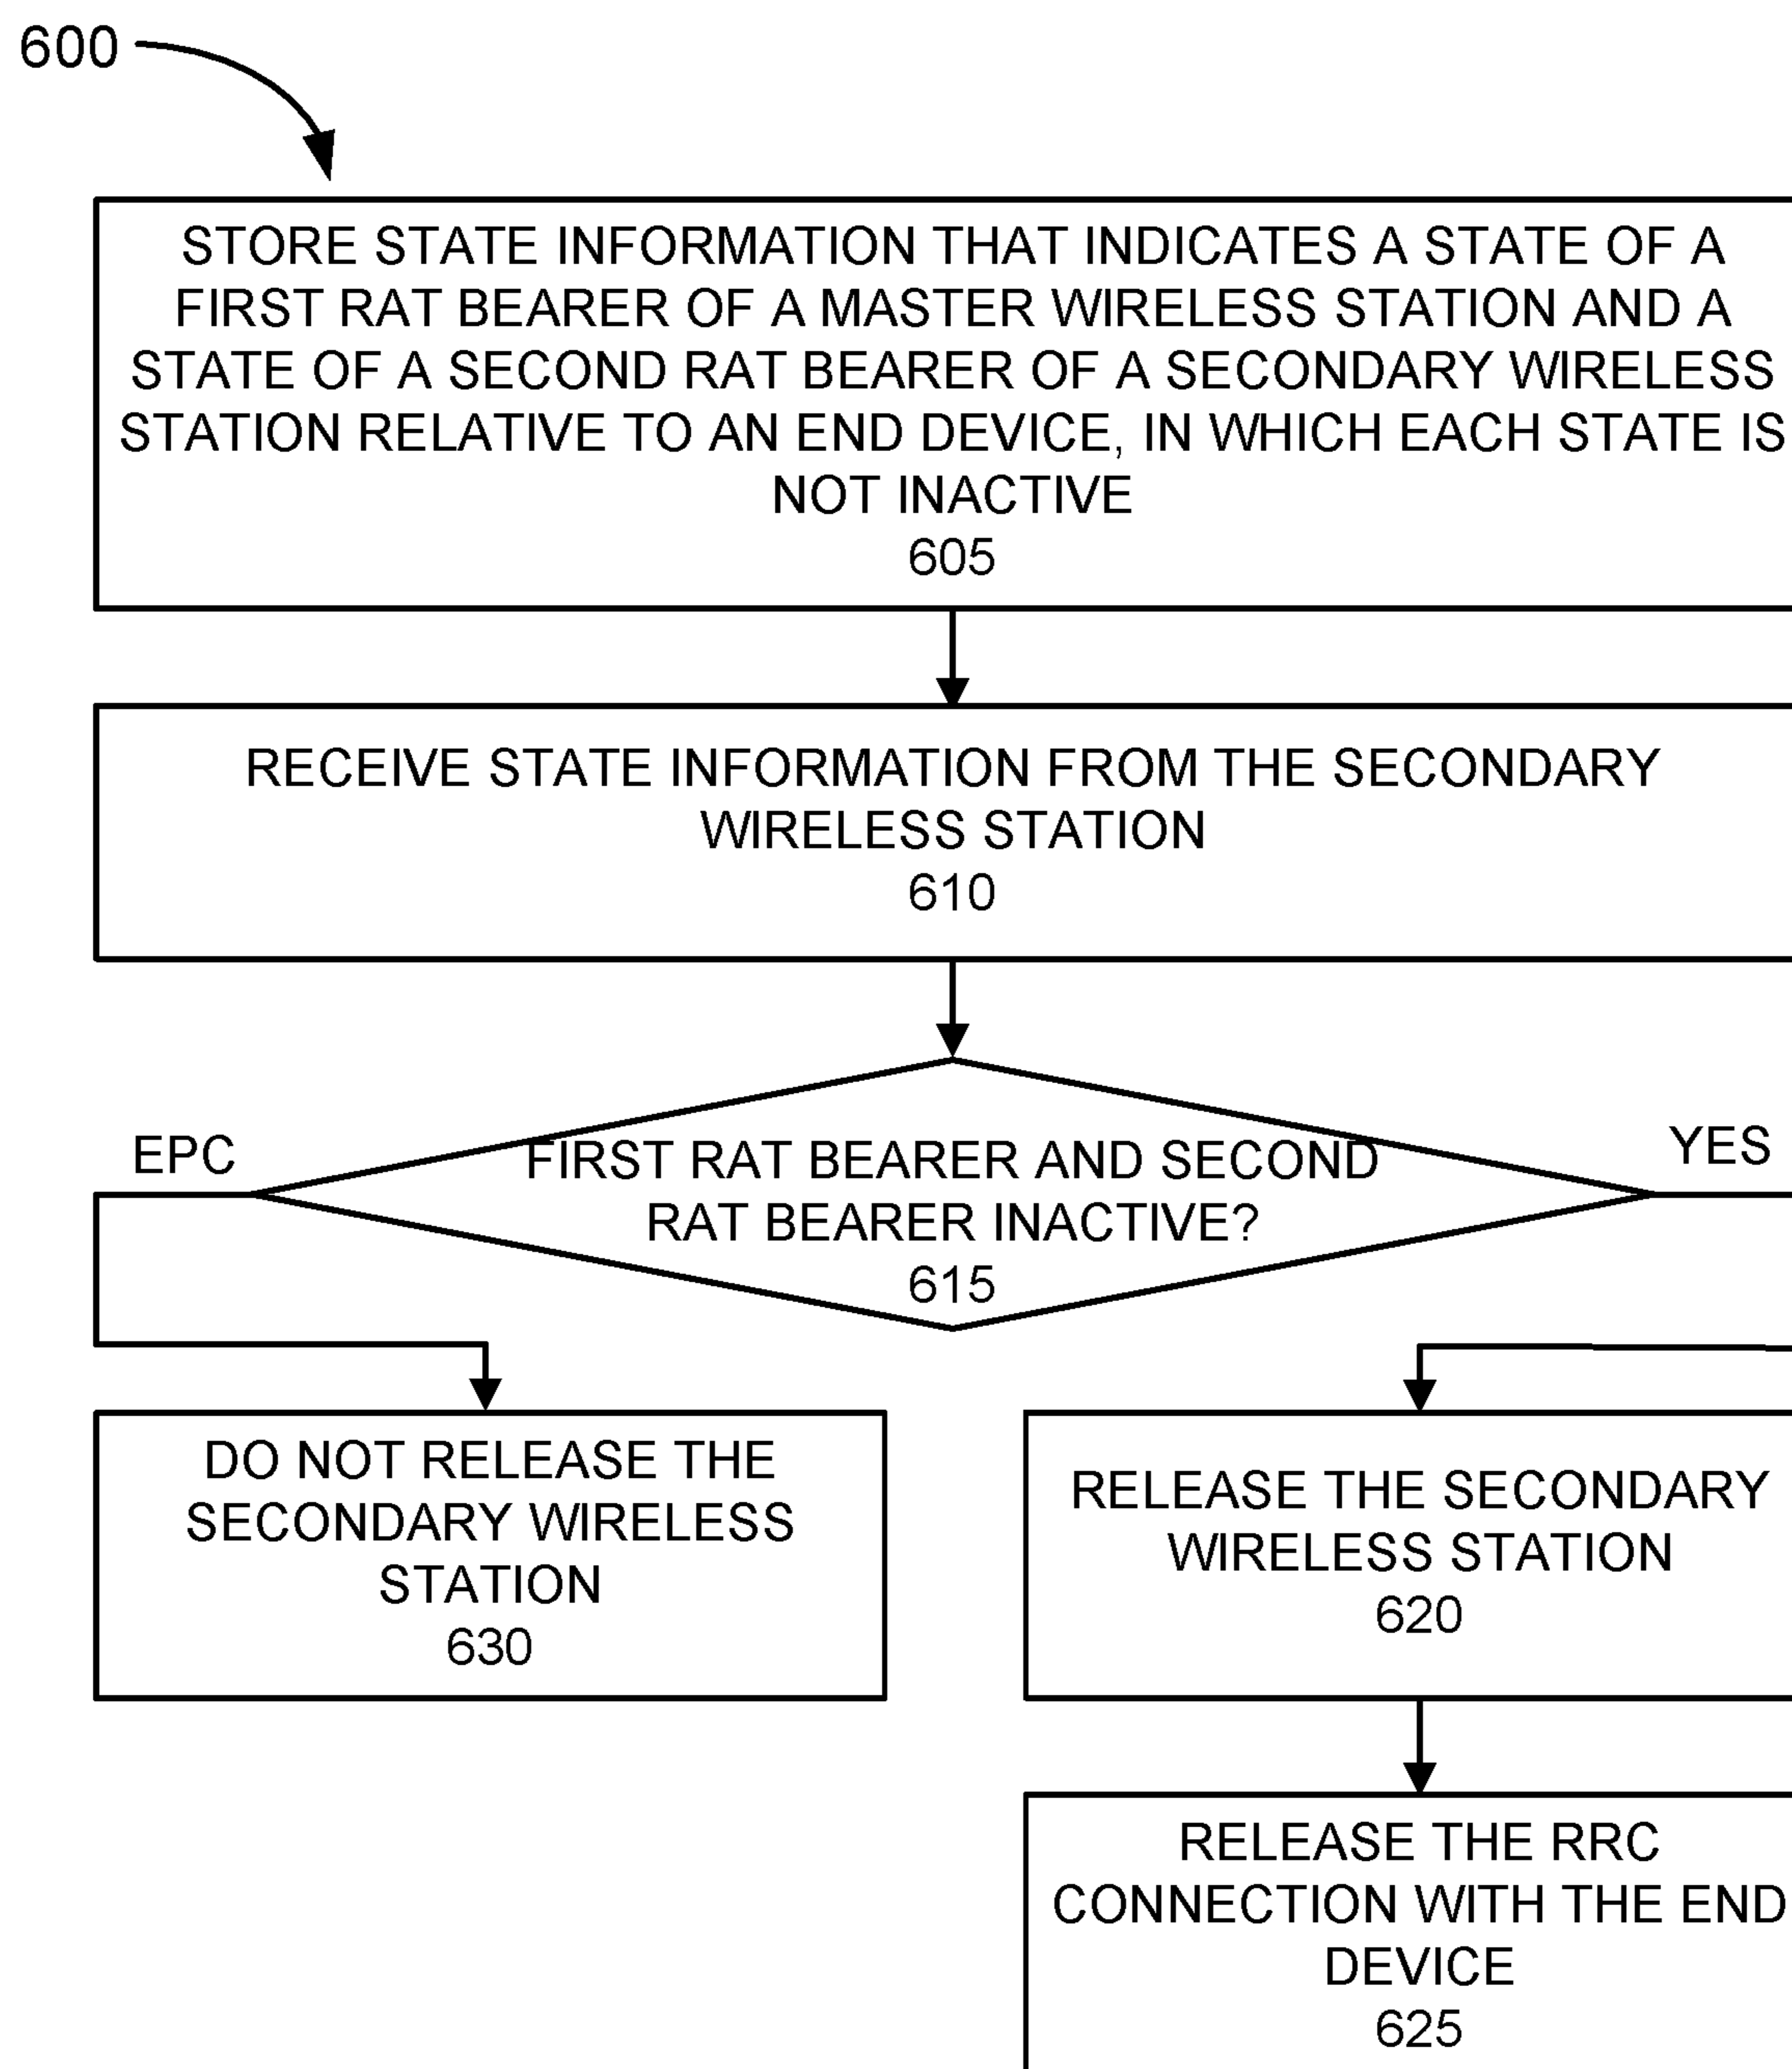 600
STORE STATE INFORMATION THAT INDICATES A STATE OF A
FIRST RAT BEARER OF A MASTER WIRELESS STATION AND A
STATE OF A SECOND RAT BEARER OF A SECONDARY WIRELESS
STATION RELATIVE TO AN END DEVICE, IN WHICH EACH STATE IS
NOT INACTIVE
605
RECEIVE STATE INFORMATION FROM THE SECONDARY
WIRELESS STATION
610
EPC
YES
FIRST RAT BEARER AND SECOND
RAT BEARER INACTIVE?
615
DO NOT RELEASE THE
SECONDARY WIRELESS
STATION
630
RELEASE THE SECONDARY
WIRELESS STATION
620
RELEASE THE RRC
CONNECTION WITH THE END
DEVICE
625